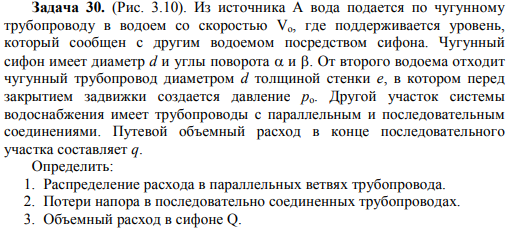 Задача 30. (Рис. 3.10). Из источника А вода подается по чугунному
трубопроводу в водоем со скоростью Vo, где поддерживается уровень,
который сообщен с другим водоемом посредством сифона. Чугунный
сифон имеет диаметр d и углы поворота α и β. От второго водоема отходит
чугунный трубопровод диаметром d толщиной стенки e, в котором перед
закрытием задвижки создается давление po. Другой участок системы
водоснабжения имеет трубопроводы с параллельным и последовательным
соединениями. Путевой объемный расход в конце последовательного
участка составляет q.
Определить:
1. Распределение расхода в параллельных ветвях трубопровода.
2. Потери напора в последовательно соединенных трубопроводах.
3. Объемный расход в сифоне Q.